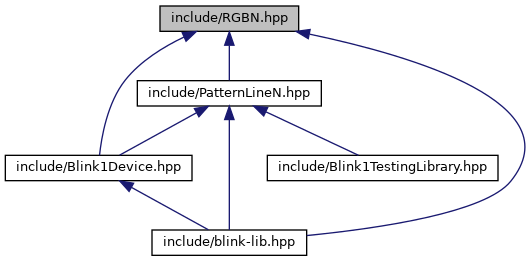 include/RGBN.hpp
include/PatternLineN.hpp
include/Blink1Device.hpp
include/Blink1TestingLibrary.hpp
include/blink-lib.hpp